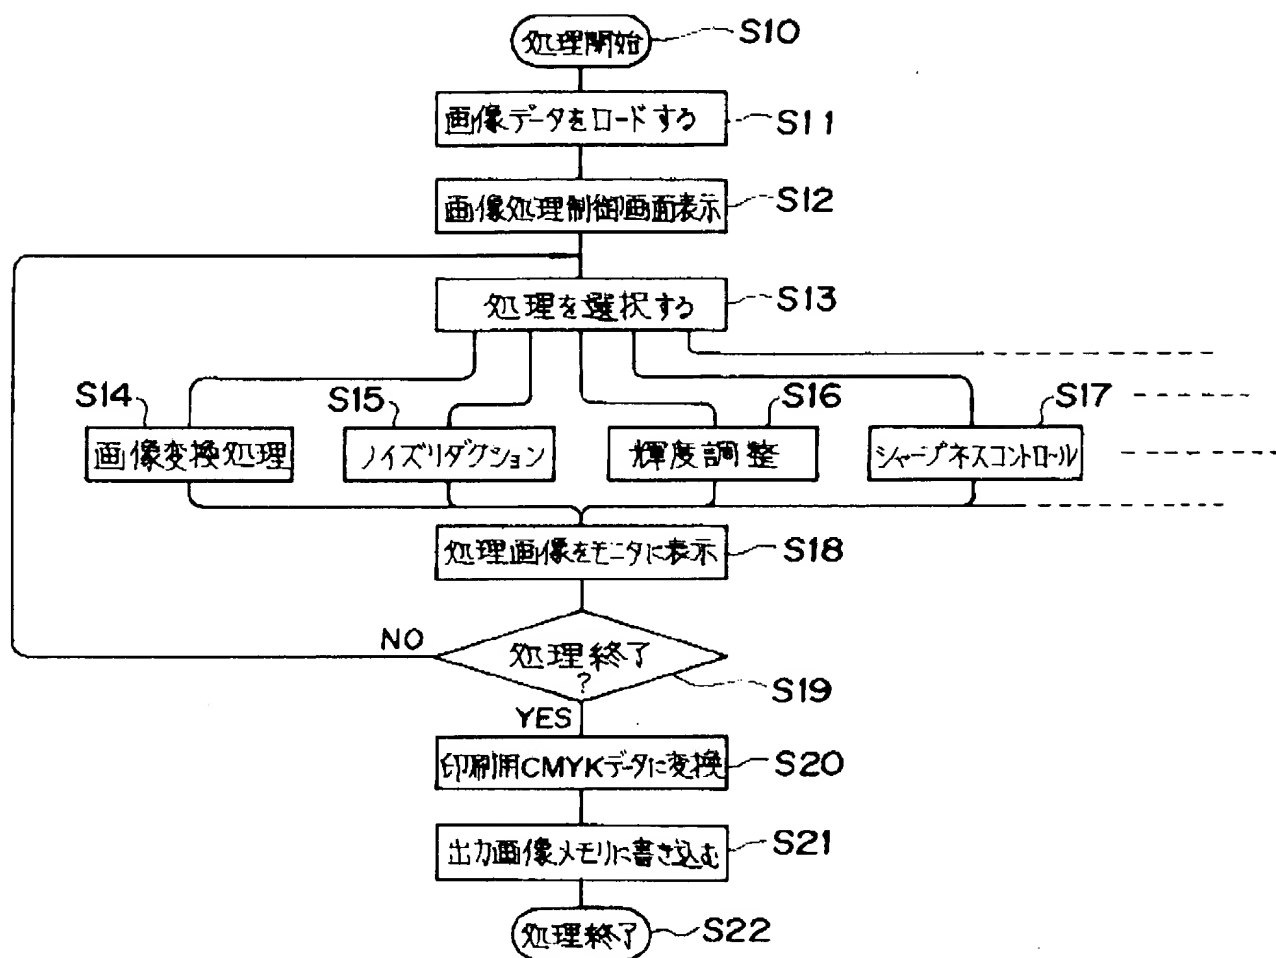 処理開始 S10
画像データをロードする S11
画像処理制御画面表示 S12
処理を選択する S13
S14 S15 S16 S17
画像変換処理 ノイズリダクション 輝度調整 シャープネスコントロール
処理画像をモニタに表示 S18
NO 処理終了
? S19
YES
印刷用CMYKデータに変換 S20
出力画像メモリに書き込む S21
処理終了 S22